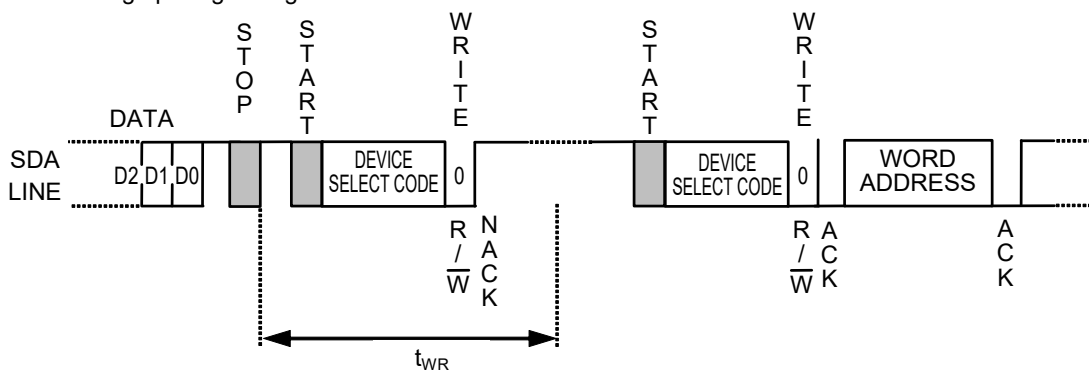 STOP
START
WRITE
START
WRITE
DATA
SDA
LINE
D2 D1 D0
DEVICE
SELECT CODE
0
DEVICE
SELECT CODE
0
WORD
ADDRESS
R/W̅
NACK
R/W̅
ACK
ACK
tWR